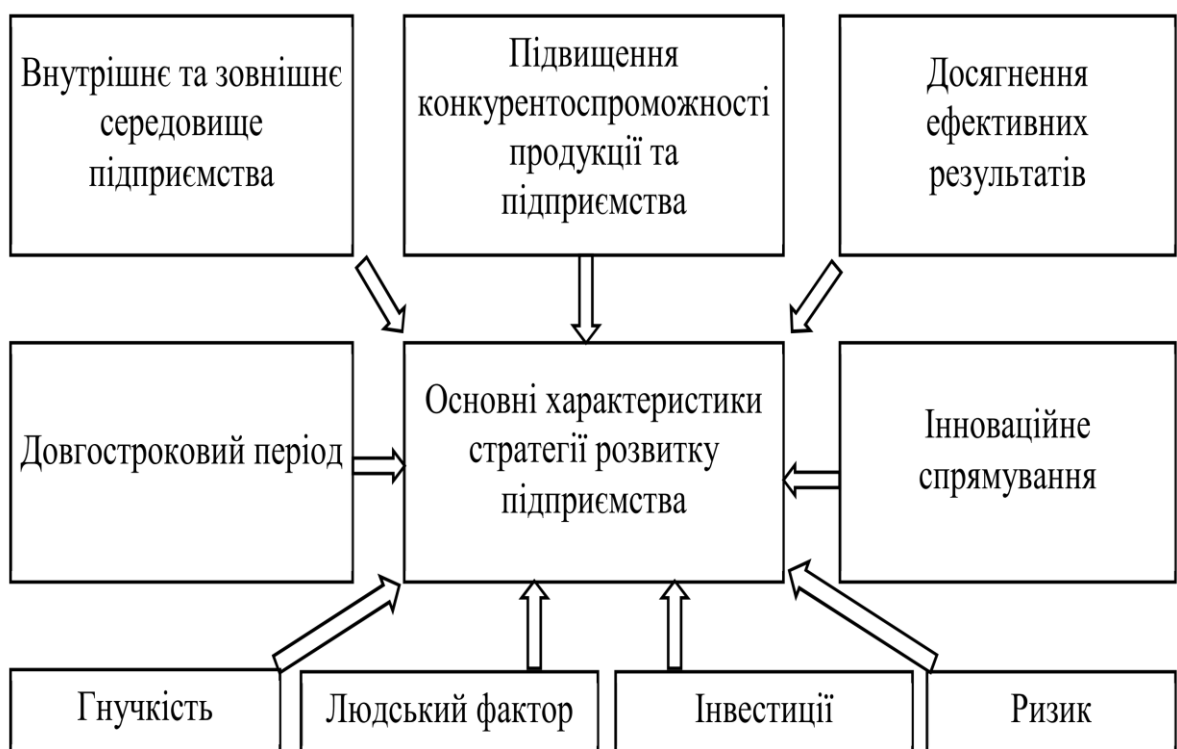 Внутрішнє та зовнішнє
середовище
підприємства
Підвищення
конкурентоспроможності
продукції та
підприємства
Досягнення
ефективних
результатів
Довгостроковий період
Основні характеристики
стратегії розвитку
підприємства
Інноваційне
спрямування
Гнучкість
Людський фактор
Інвестиції
Ризик